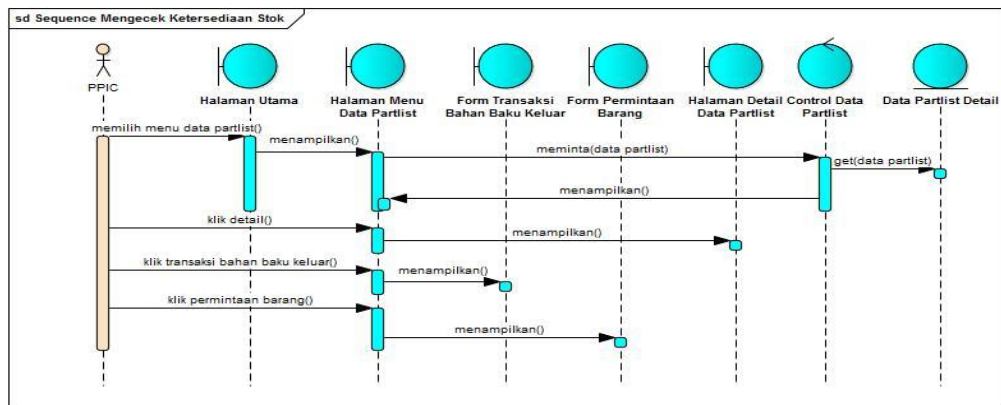 sd Sequence Mengecek Ketersediaan Stok
PPIC
Halaman Utama
Halaman Menu
Data Partlist
Form Transaksi
Bahan Baku Keluar
Form Permintaan
Barang
Halaman Detail
Data Partlist
Control Data
Partlist
Data Partlist Detail
memilih menu data partlist()
menampilkan()
meminta(data partlist)
get(data partlist)
menampilkan()
klik detail()
menampilkan()
klik transaksi bahan baku keluar()
menampilkan()
klik permintaan barang()
menampilkan()